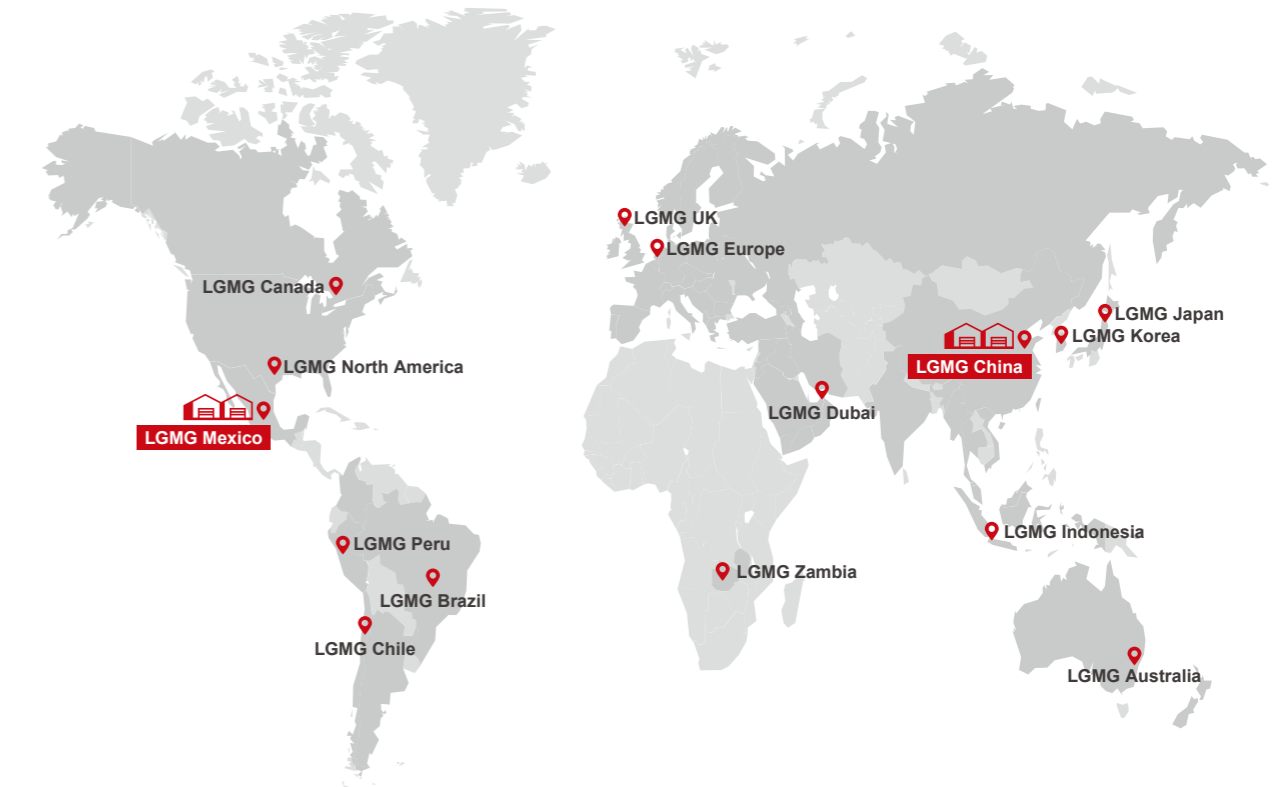 LGMG UK
LGMG Europe
LGMG Canada
LGMG Japan
LGMG Korea
LGMG China
LGMG North America
LGMG Dubai
LGMG Mexico
LGMG Indonesia
LGMG Peru
LGMG Zambia
LGMG Brazil
LGMG Chile
LGMG Australia